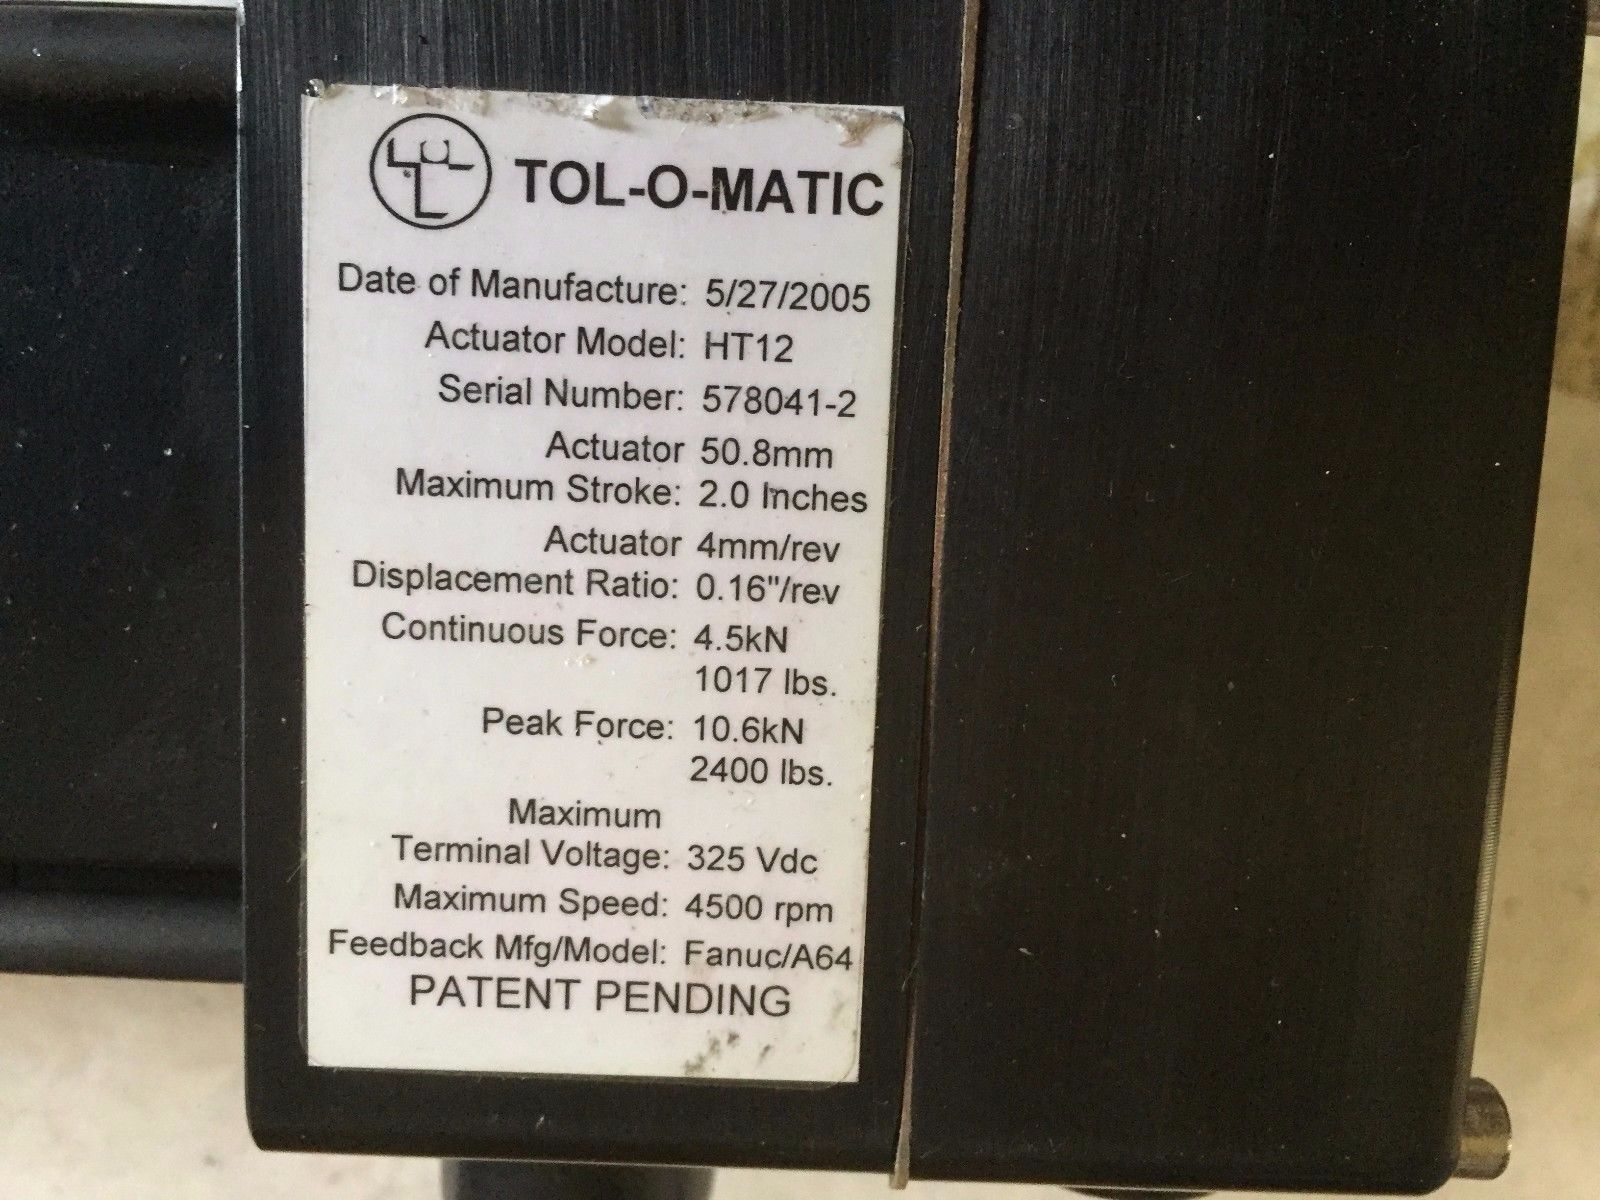 TOL-O-MATIC
Date of Manufacture: 5/27/2005
Actuator Model: HT12
Serial Number: 578041-2
Actuator 50.8mm
Maximum Stroke: 2.0 Inches
Actuator 4mm/rev
Displacement Ratio: 0.16"/rev
Continuous Force: 4.5kN
1017 lbs.
Peak Force: 10.6kN
2400 lbs.
Maximum
Terminal Voltage: 325 Vdc
Maximum Speed: 4500 rpm
Feedback Mfg/Model: Fanuc/A64
PATENT PENDING